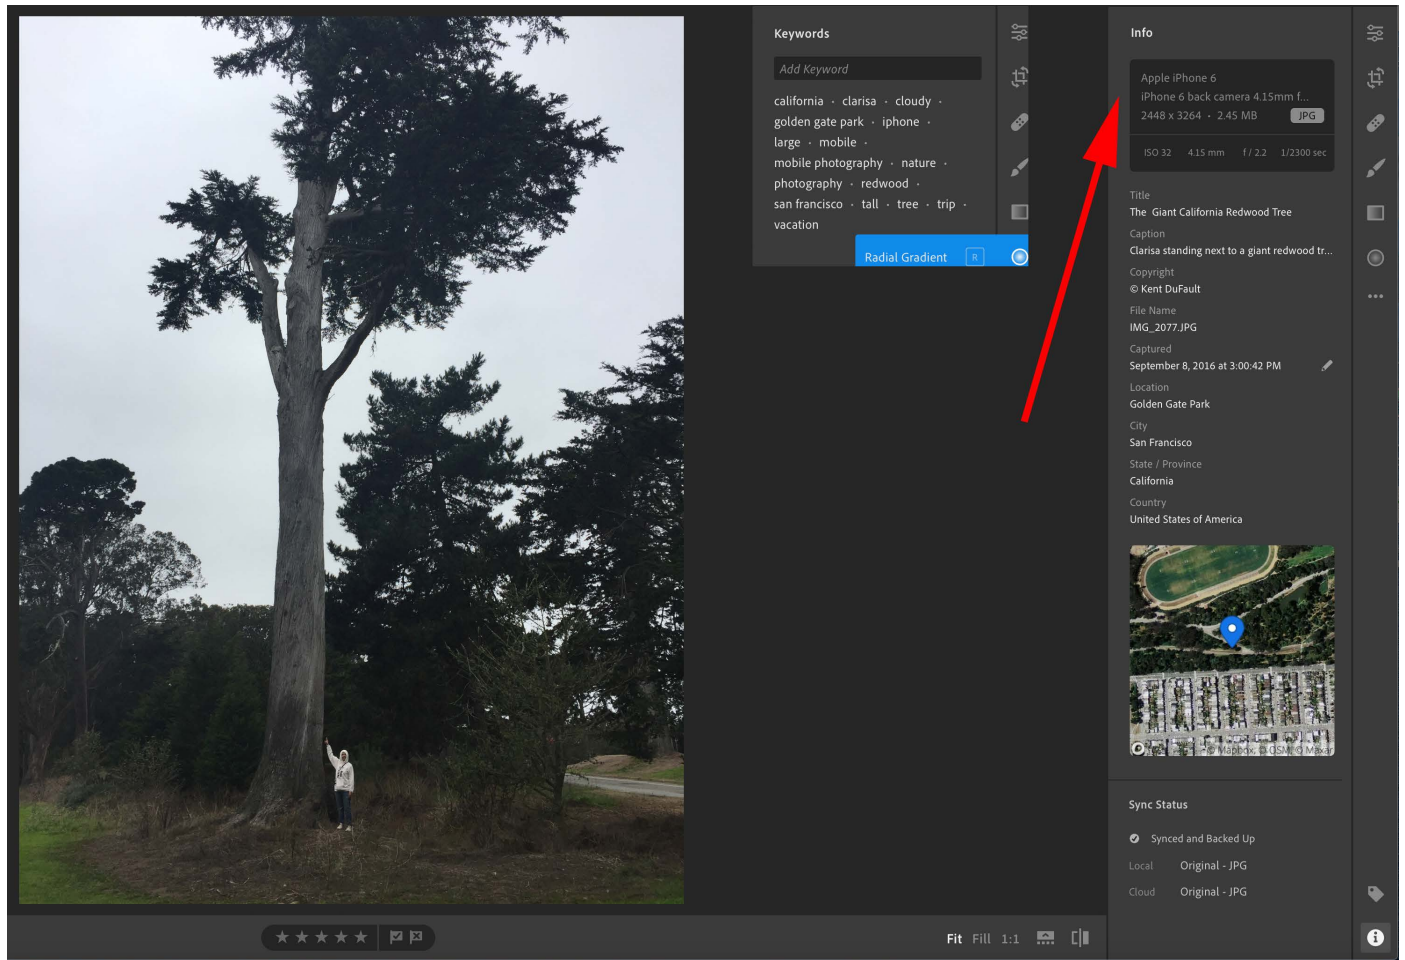 Keywords
Add Keyword
california · clarisa · cloudy ·
golden gate park · iphone ·
large · mobile ·
mobile photography · nature ·
photography · redwood ·
san francisco · tall · tree · trip ·
vacation
Radial Gradient R
Info
Apple iPhone 6
iPhone 6 back camera 4.15mm f...
2448 x 3264 · 2.45 MB JPG
ISO 32 4.15 mm f / 2.2 1/2300 sec
Title
The Giant California Redwood Tree
Caption
Clarisa standing next to a giant redwood tr...
Copyright
© Kent DuFault
File Name
IMG_2077.JPG
Captured
September 8, 2016 at 3:00:42 PM
Location
Golden Gate Park
City
San Francisco
State / Province
California
Country
United States of America
© Mapbox, © OSM, © Maxar
Sync Status
Synced and Backed Up
Local Original - JPG
Cloud Original - JPG
Fit Fill 1:1